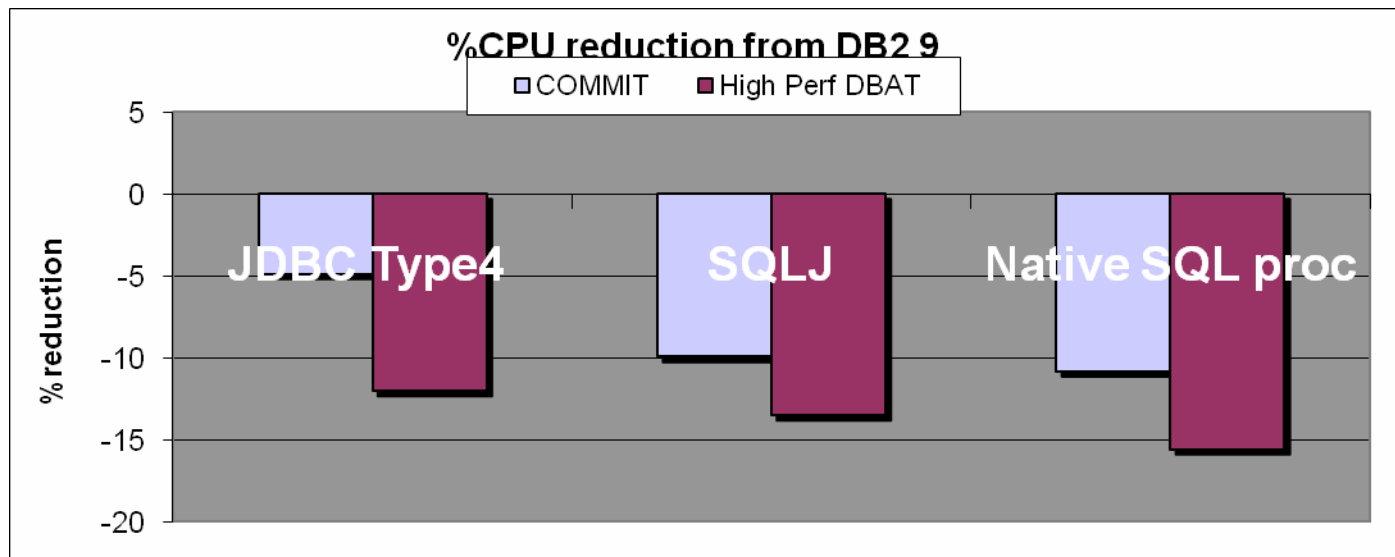 %CPU reduction from DB2 9
COMMIT High Perf DBAT
5
0
-5
-10
-15
-20
% reduction
JDBC Type4 SQLJ Native SQL proc